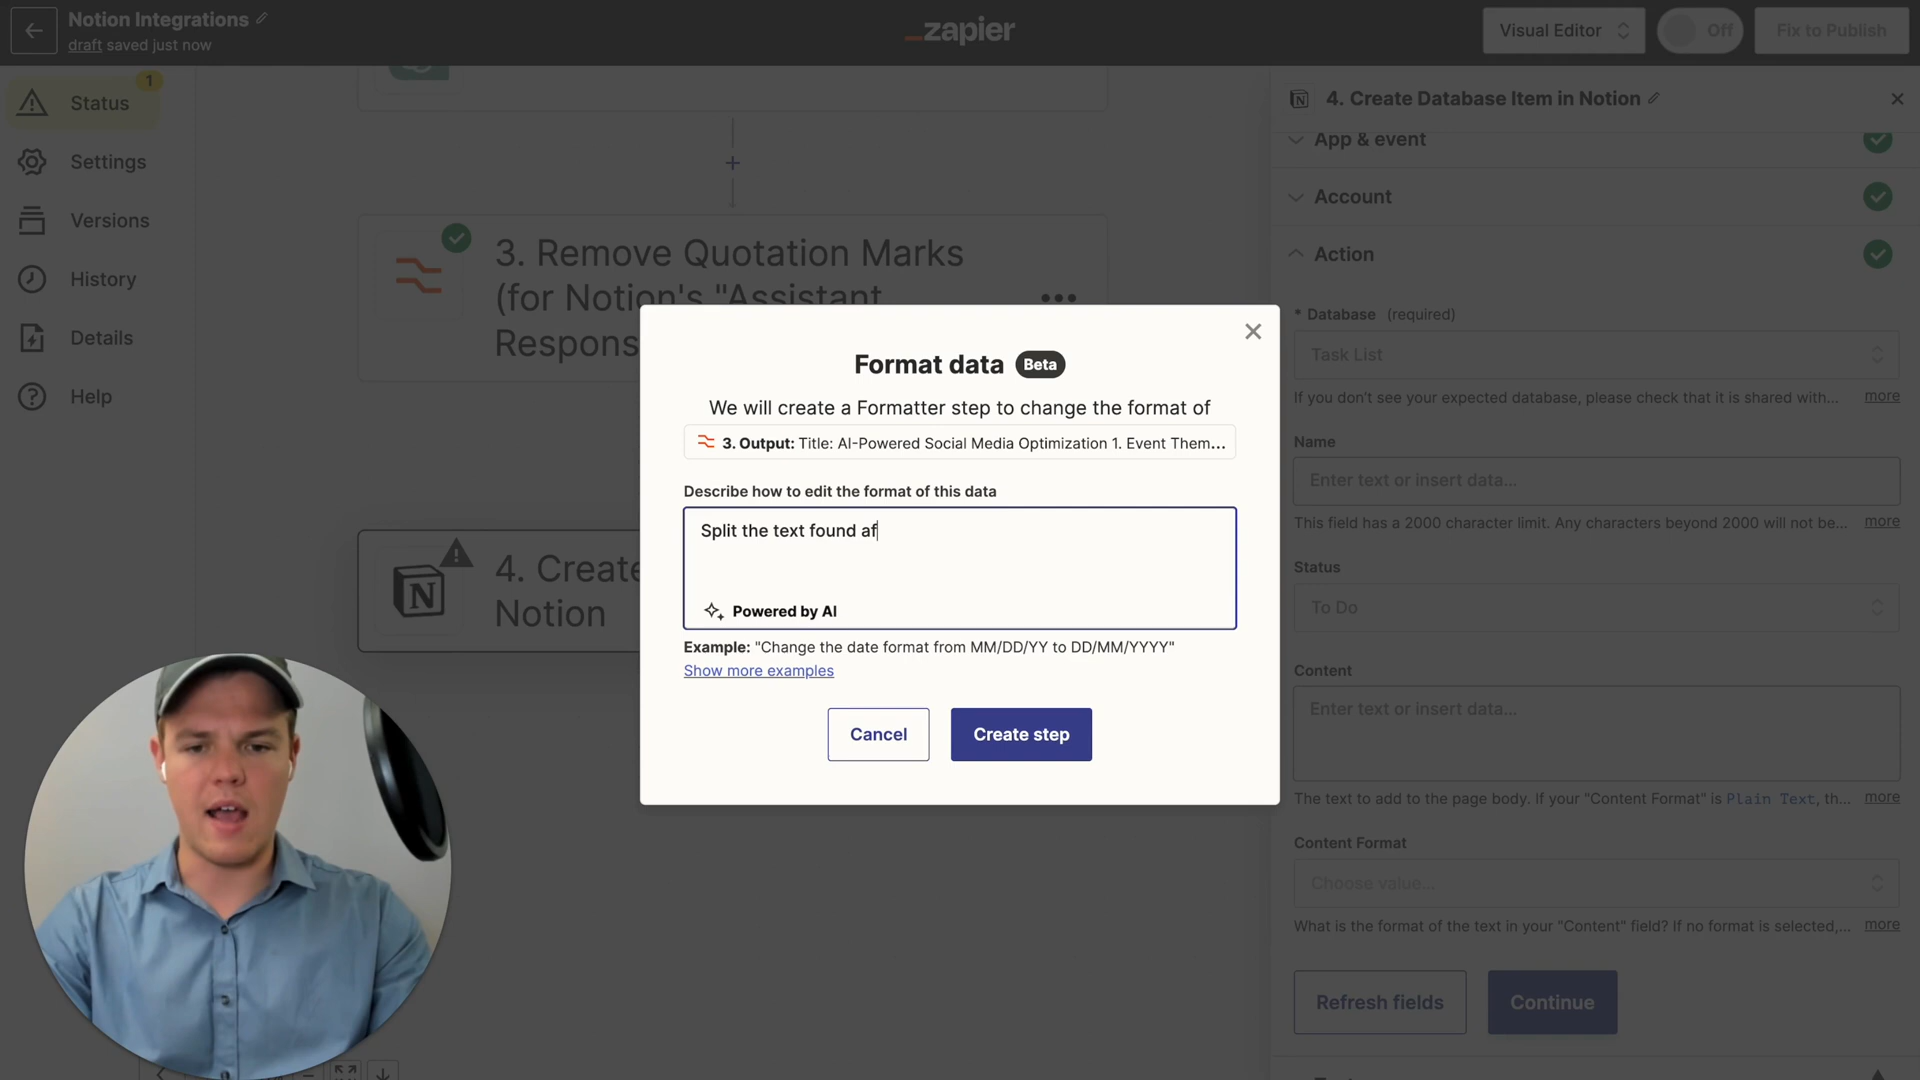 Notion Integrations
draft saved just now
zapier
Visual Editor
Off
Fix to Publish
Status
1
Settings
Versions
History
Details
Help
3. Remove Quotation Marks
(for Notion's "Assistant
Respons
4. Create
Notion
Format data Beta
We will create a Formatter step to change the format of
3. Output: Title: AI-Powered Social Media Optimization 1. Event Them...
Describe how to edit the format of this data
Split the text found af
Powered by AI
Example: "Change the date format from MM/DD/YY to DD/MM/YYYY"
Show more examples
Cancel
Create step
4. Create Database Item in Notion
App & event
Account
Action
* Database (required)
Task List
If you don't see your expected database, please check that it is shared with... more
Name
Enter text or insert data...
This field has a 2000 character limit. Any characters beyond 2000 will not be... more
Status
To Do
Content
Enter text or insert data...
The text to add to the page body. If your "Content Format" is Plain Text, th... more
Content Format
Choose value...
What is the format of the text in your "Content" field? If no format is selected,... more
Refresh fields
Continue